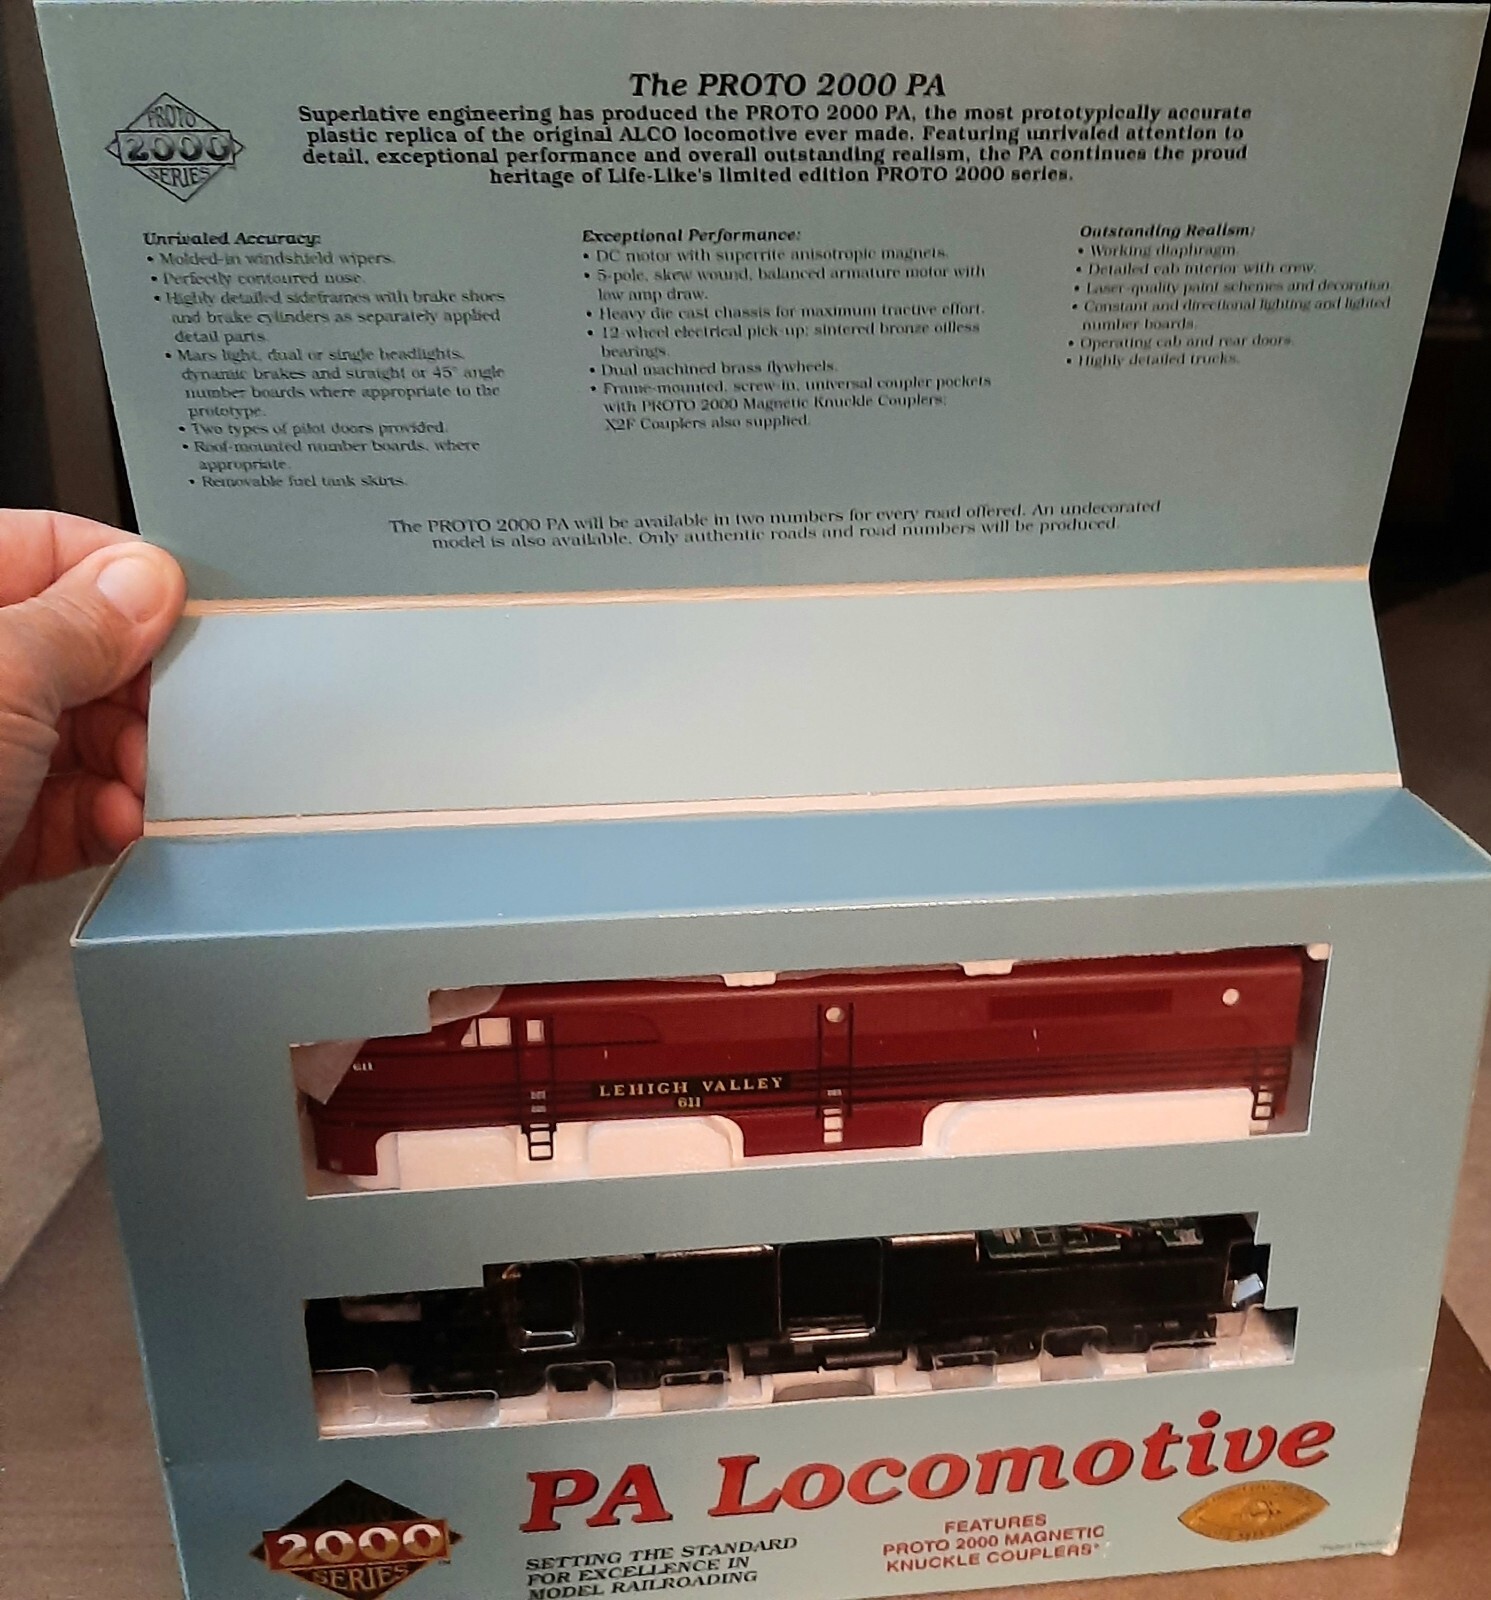 PROTO
2000
SERIES
The PROTO 2000 PA
Superlative engineering has produced the PROTO 2000 PA, the most prototypically accurate
plastic replica of the original ALCO locomotive ever made. Featuring unrivaled attention to
detail, exceptional performance and overall outstanding realism, the PA continues the proud
heritage of Life-Like's limited edition PROTO 2000 series.
Unrivaled Accuracy:
• Molded-in windshield wipers.
• Perfectly contoured nose.
• Highly detailed sideframes with brake shoes
and brake cylinders as separately applied
detail parts.
• Mars light, dual or single headlights,
dynamic brakes and straight or 45° angle
number boards where appropriate to the
prototype.
• Two types of pilot doors provided.
• Roof-mounted number boards, where
appropriate.
• Removable fuel tank skirts.
Exceptional Performance:
• DC motor with superrite anisotropic magnets.
• 5-pole, skew wound, balanced armature motor with
low amp draw.
• Heavy die cast chassis for maximum tractive effort.
• 12-wheel electrical pick-up; sintered bronze oilless
bearings.
• Dual machined brass flywheels.
• Frame-mounted, screw-in, universal coupler pockets
with PROTO 2000 Magnetic Knuckle Couplers;
X2F Couplers also supplied.
Outstanding Realism:
• Working diaphragm.
• Detailed cab interior with crew.
• Laser-quality paint schemes and decoration.
• Constant and directional lighting and lighted
number boards.
• Operating cab and rear doors.
• Highly detailed trucks.
The PROTO 2000 PA will be available in two numbers for every road offered. An undecorated
model is also available. Only authentic roads and road numbers will be produced.
611
LEHIGH VALLEY
611
2000
SERIES
PA LOCOMOTIVE
SETTING THE STANDARD
FOR EXCELLENCE IN
MODEL RAILROADING
FEATURES
PROTO 2000 MAGNETIC
KNUCKLE COUPLERS*